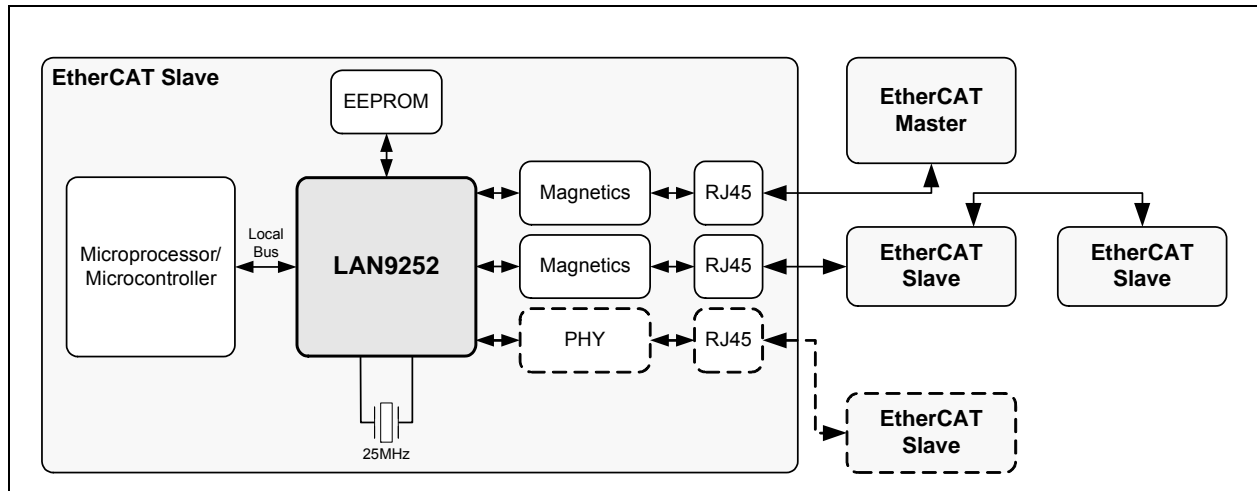 EtherCAT Slave
EEPROM
EtherCAT
Master
Magnetics
RJ45
Microprocessor/
Microcontroller
Local
Bus
LAN9252
Magnetics
RJ45
EtherCAT
Slave
EtherCAT
Slave
PHY
RJ45
EtherCAT
Slave
25MHz